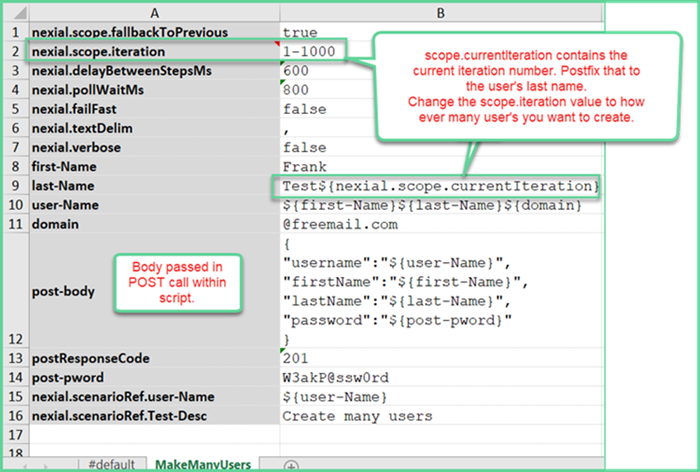 A B
1 nexial.scope.fallbackToPrevious true
2 nexial.scope.iteration 1-1000
scope.currentIteration contains the
current iteration number. Postfix that to
the user's last name.
Change the scope.iteration value to how
ever many user's you want to create.
3 nexial.delayBetweenStepsMs 600
4 nexial.pollWaitMs 800
5 nexial.failFast false
6 nexial.textDelim ,
7 nexial.verbose false
8 first-Name Frank
9 last-Name Test${nexial.scope.currentIteration}
10 user-Name ${first-Name}${last-Name}${domain}
11 domain @freemail.com
12 post-body
Body passed in
POST call within
script.
{
"username":"${user-Name}",
"firstName":"${first-Name}",
"lastName":"${last-Name}",
"password":"${post-pword}"
}
13 postResponseCode 201
14 post-pword W3akP@ssw0rd
15 nexial.scenarioRef.user-Name ${user-Name}
16 nexial.scenarioRef.Test-Desc Create many users
17
18
#default MakeManyUsers